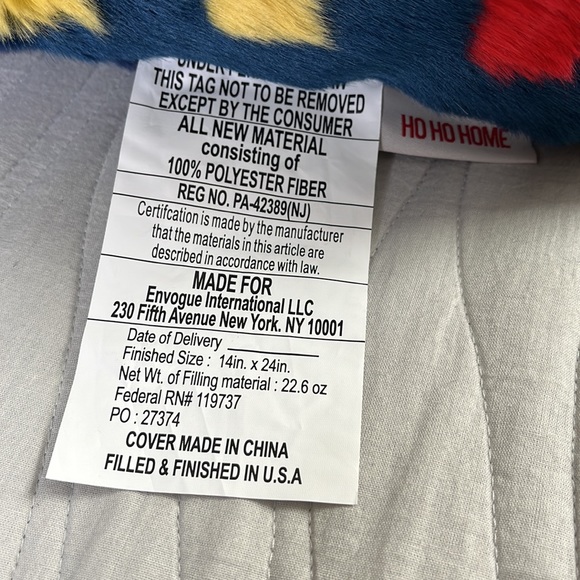 UNDER
THIS TAG NOT TO BE REMOVED
EXCEPT BY THE CONSUMER
ALL NEW MATERIAL
consisting of
100% POLYESTER FIBER
REG NO. PA-42389(NJ)
Certifcation is made by the manufacturer
that the materials in this article are
described in accordance with law.
MADE FOR
Envogue International LLC
230 Fifth Avenue New York. NY 10001
Date of Delivery
Finished Size : 14in. x 24in.
Net Wt. of Filling material : 22.6 oz
Federal RN# 119737
PO : 27374
COVER MADE IN CHINA
FILLED & FINISHED IN U.S.A
HO HO HOME